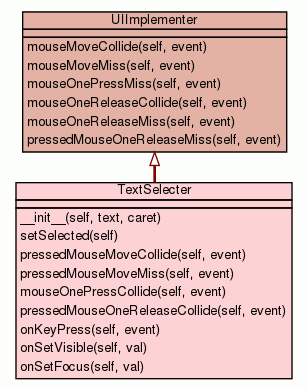 UIImplementer
mouseMoveCollide(self, event)
mouseMoveMiss(self, event)
mouseOnePressMiss(self, event)
mouseOneReleaseCollide(self, event)
mouseOneReleaseMiss(self, event)
pressedMouseOneReleaseMiss(self, event)
TextSelecter
__init__(self, text, caret)
setSelected(self)
pressedMouseMoveCollide(self, event)
pressedMouseMoveMiss(self, event)
mouseOnePressCollide(self, event)
pressedMouseOneReleaseCollide(self, event)
onKeyPress(self, event)
onSetVisible(self, val)
onSetFocus(self, val)